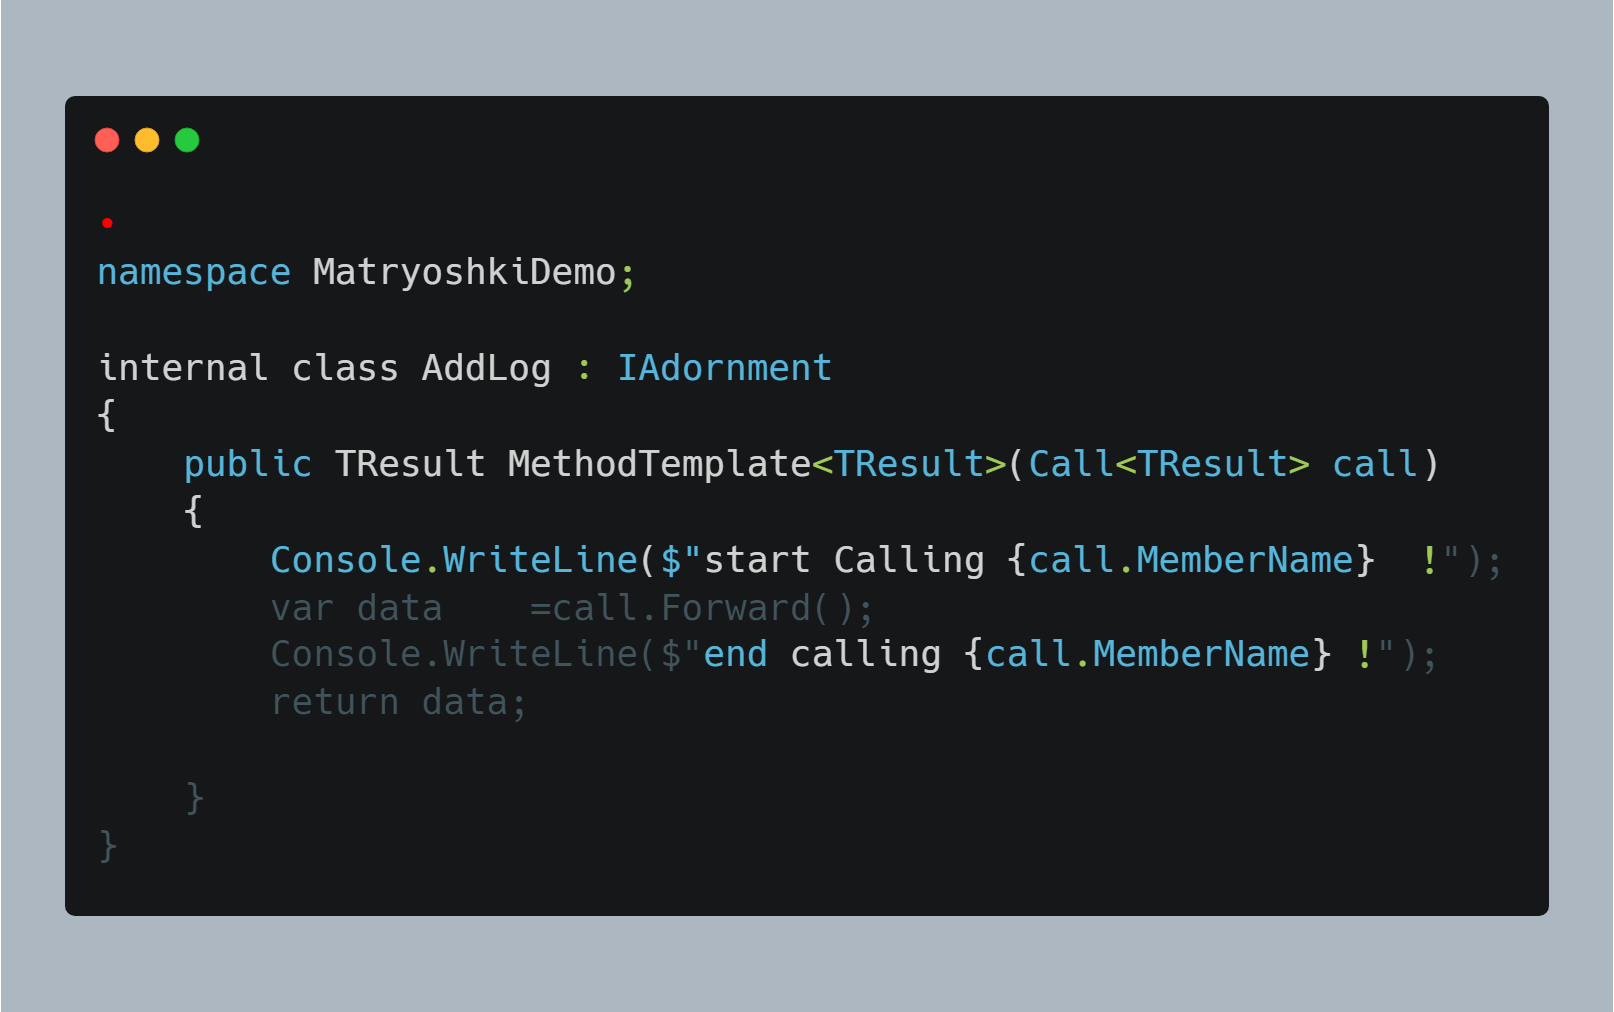 namespace MatryoshkiDemo;
internal class AddLog : IAdornment
{
    public TResult MethodTemplate<TResult>(Call<TResult> call)
    {
        Console.WriteLine($"start Calling {call.MemberName}  !");
        var data    =call.Forward();
        Console.WriteLine($"end calling {call.MemberName} !");
        return data;
    }
}